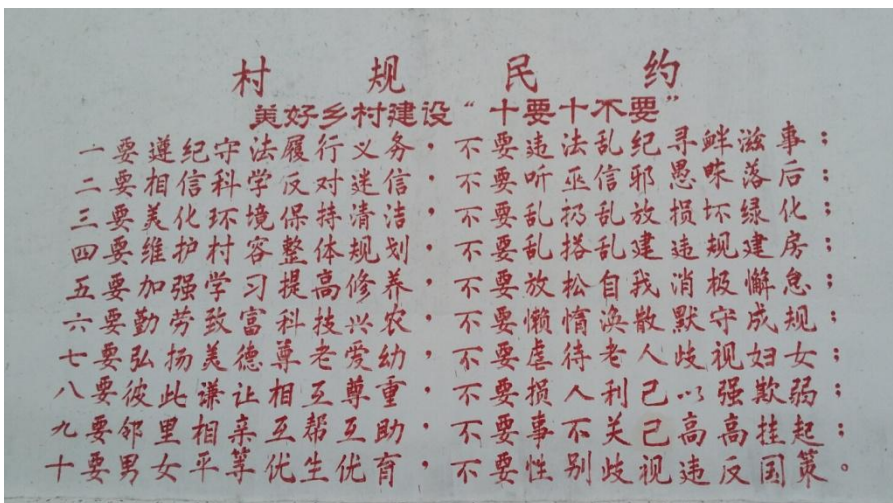 村规民约
美好乡村建设“十要十不要”
一要遵纪守法履行义务，不要违法乱纪寻衅滋事；
二要相信科学反对迷信，不要听巫信邪愚昧落后；
三要美化环境保持清洁，不要乱扔乱放损坏绿化；
四要维护村容整体规划，不要乱搭乱建违规建房；
五要加强学习提高修养，不要放松自我消极懈怠；
六要勤劳致富科技兴农，不要懒惰涣散默守成规；
七要弘扬美德尊老爱幼，不要虐待老人歧视妇女；
八要彼此谦让相互尊重，不要损人利己以强欺弱；
九要邻里相亲互帮互助，不要事不关己高高挂起；
十要男女平等优生优育，不要性别歧视违反国策。